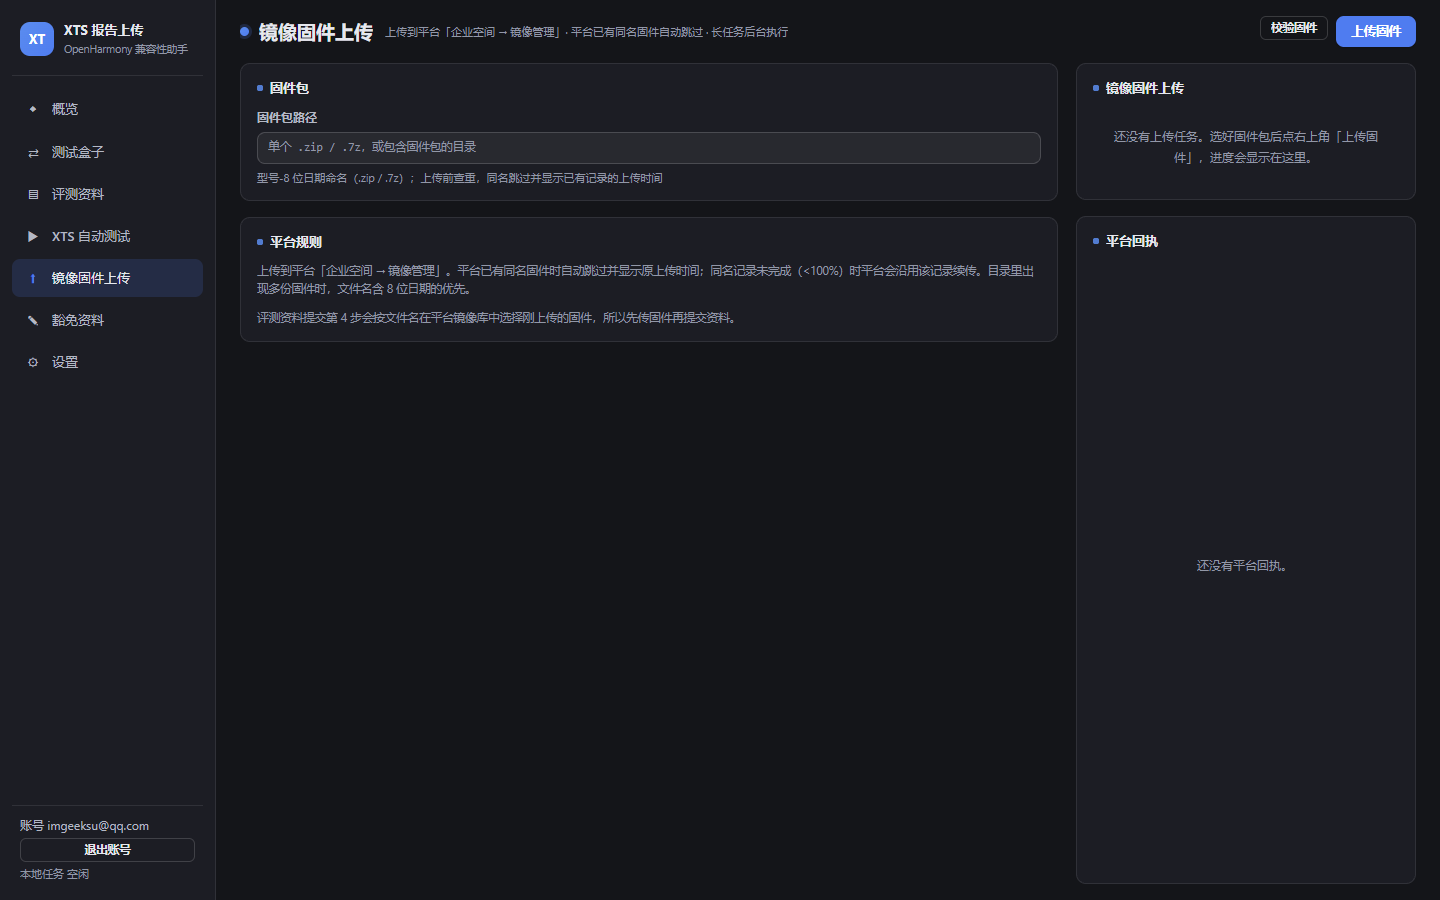 XT
XTS 报告上传
OpenHarmony 兼容性助手
概览
测试盒子
评测资料
XTS 自动测试
镜像固件上传
豁免资料
设置
账号 imgeeksu@qq.com
退出账号
本地任务 空闲
镜像固件上传
上传到平台「企业空间 → 镜像管理」· 平台已有同名固件自动跳过 · 长任务后台执行
校验固件
上传固件
固件包
固件包路径
单个 .zip / .7z，或包含固件包的目录
型号-8 位日期命名（.zip / .7z）；上传前查重，同名跳过并显示已有记录的上传时间
平台规则
上传到平台「企业空间 → 镜像管理」。平台已有同名固件时自动跳过并显示原上传时间；同名记录未完成（<100%）时平台会沿用该记录续传。目录里出
现多份固件时，文件名含 8 位日期的优先。
评测资料提交第 4 步会按文件名在平台镜像库中选择刚上传的固件，所以先传固件再提交资料。
镜像固件上传
还没有上传任务。选好固件包后点右上角「上传固
件」，进度会显示在这里。
平台回执
还没有平台回执。